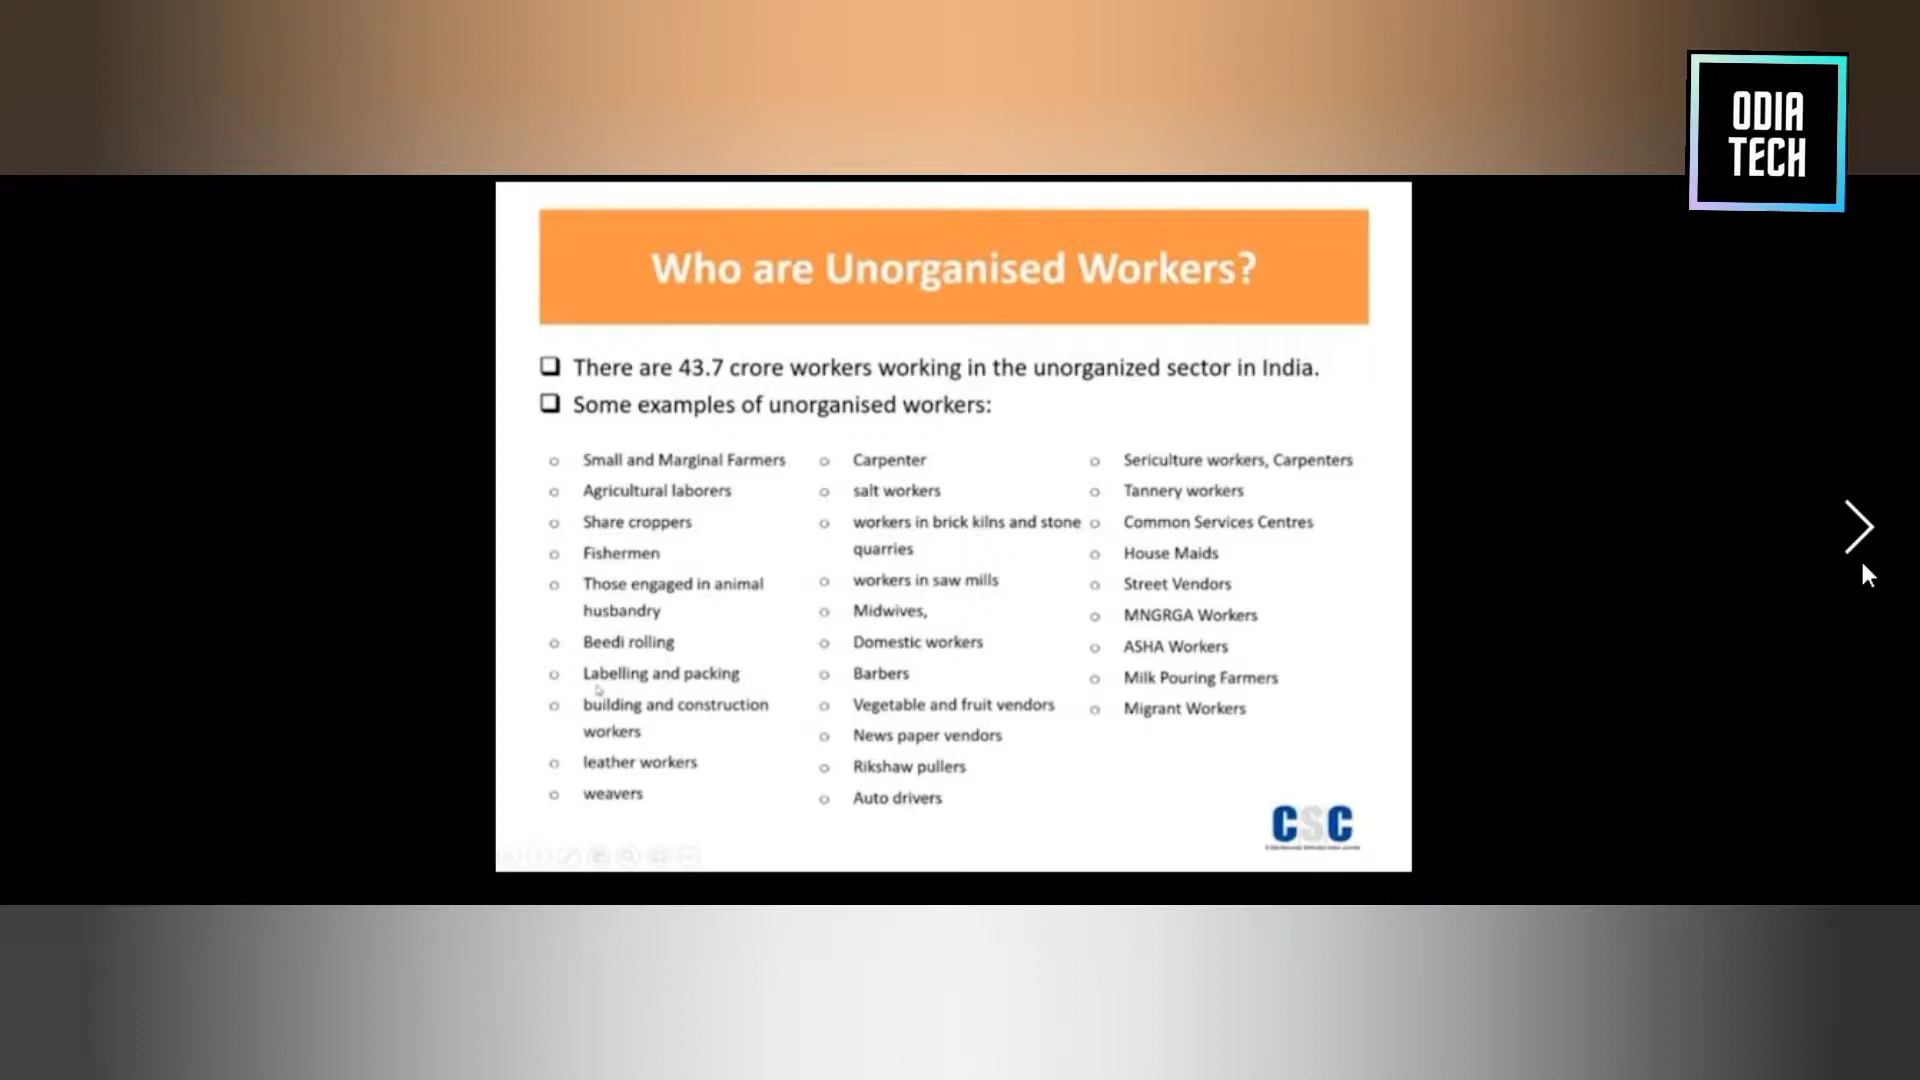 ODIA
TECH
Who are Unorganised Workers?
There are 43.7 crore workers working in the unorganized sector in India.
Some examples of unorganised workers:
Small and Marginal Farmers
Agricultural laborers
Share croppers
Fishermen
Those engaged in animal
husbandry
Beedi rolling
Labelling and packing
building and construction
workers
leather workers
weavers
Carpenter
salt workers
workers in brick kilns and stone
quarries
workers in saw mills
Midwives,
Domestic workers
Barbers
Vegetable and fruit vendors
News paper vendors
Rikshaw pullers
Auto drivers
Sericulture workers, Carpenters
Tannery workers
Common Services Centres
House Maids
Street Vendors
MNGRGA Workers
ASHA Workers
Milk Pouring Farmers
Migrant Workers
CSC